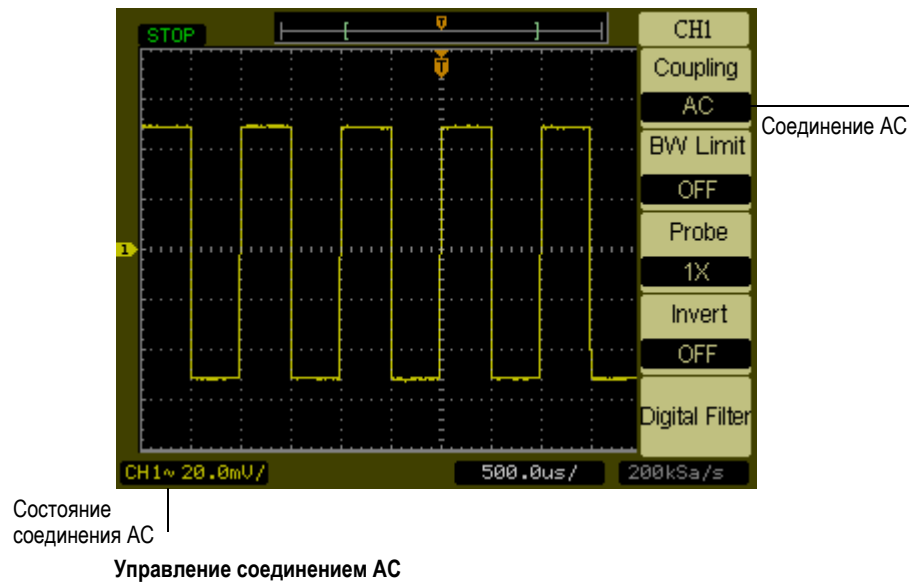 STOP
T
CH1
T
Coupling
AC
Соединение AC
BW Limit
OFF
Probe
1
1X
Invert
OFF
Digital Filter
CH1~ 20.0mV/
500.0us/
200kSa/s
Состояние
соединения AC
Управление соединением AC